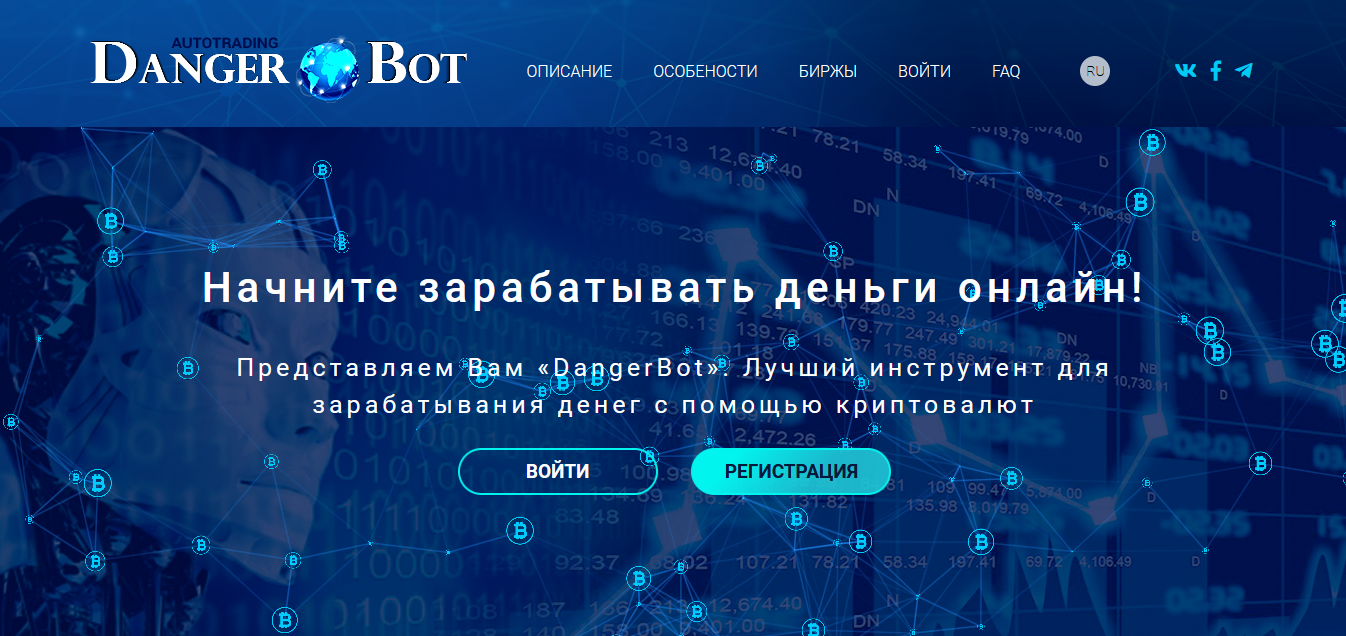 AUTOTRADING
DANGER BOT
ОПИСАНИЕ ОСОБЕНОСТИ БИРЖЫ ВОЙТИ FAQ RU
Начните зарабатывать деньги онлайн!
Представляем Вам «DangerBot». Лучший инструмент для
зарабатывания денег с помощью криптовалют
ВОЙТИ РЕГИСТРАЦИЯ